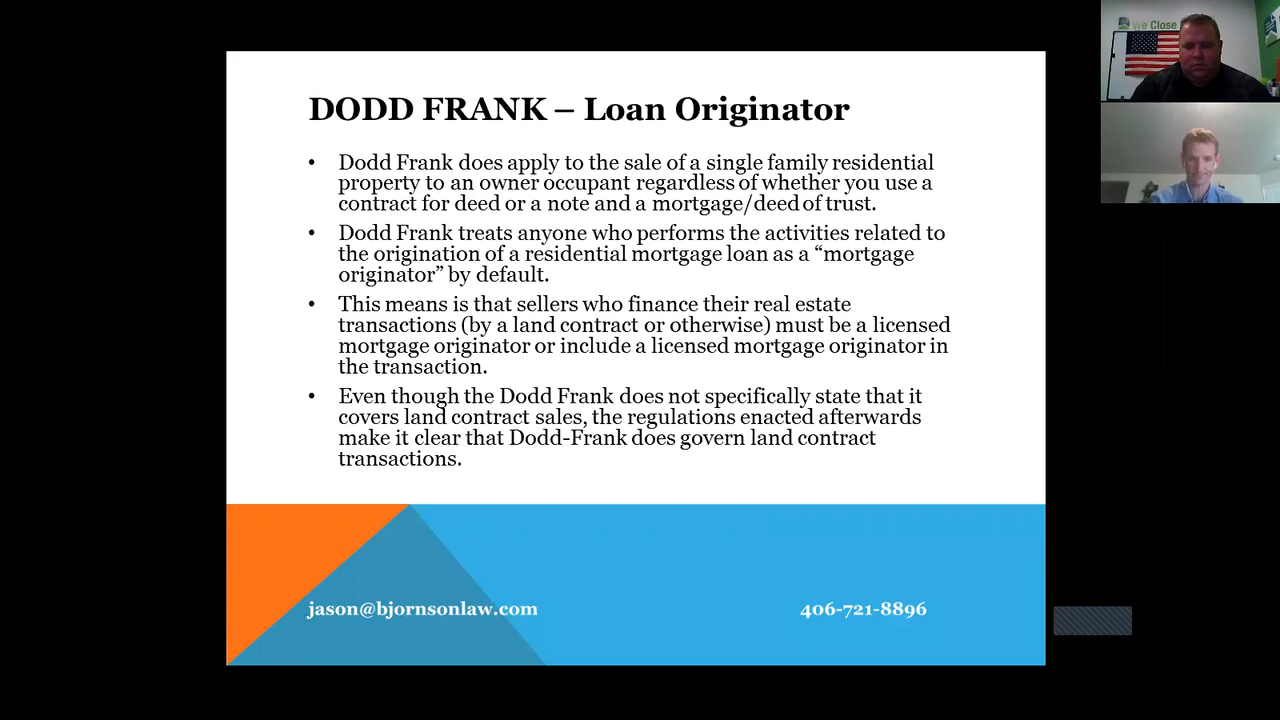 DODD FRANK – Loan Originator
• Dodd Frank does apply to the sale of a single family residential
property to an owner occupant regardless of whether you use a
contract for deed or a note and a mortgage/deed of trust.
• Dodd Frank treats anyone who performs the activities related to
the origination of a residential mortgage loan as a “mortgage
originator” by default.
• This means is that sellers who finance their real estate
transactions (by a land contract or otherwise) must be a licensed
mortgage originator or include a licensed mortgage originator in
the transaction.
• Even though the Dodd Frank does not specifically state that it
covers land contract sales, the regulations enacted afterwards
make it clear that Dodd-Frank does govern land contract
transactions.
jason@bjornsonlaw.com
406-721-8896
We Close